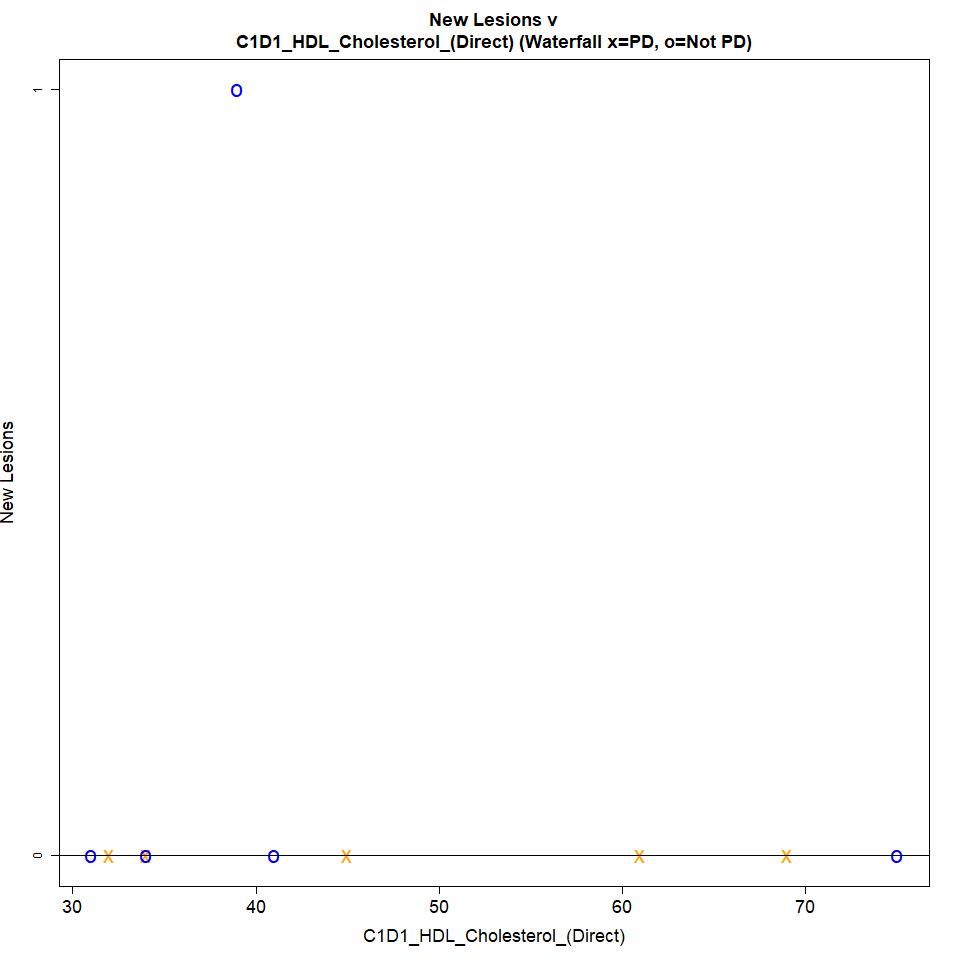 New Lesions v
C1D1_HDL_Cholesterol_(Direct) (Waterfall x=PD, o=Not PD)
1
o
New Lesions
0
o x x o o x x x o
30 40 50 60 70
C1D1_HDL_Cholesterol_(Direct)